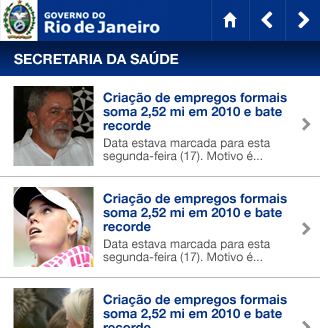 GOVERNO DO
Rio de Janeiro
SECRETARIA DA SAÚDE
Criação de empregos formais
soma 2,52 mi em 2010 e bate
recorde
Data estava marcada para esta
segunda-feira (17). Motivo é...
Criação de empregos formais
soma 2,52 mi em 2010 e bate
recorde
Data estava marcada para esta
segunda-feira (17). Motivo é...
Criação de empregos formais
soma 2,52 mi em 2010 e bate